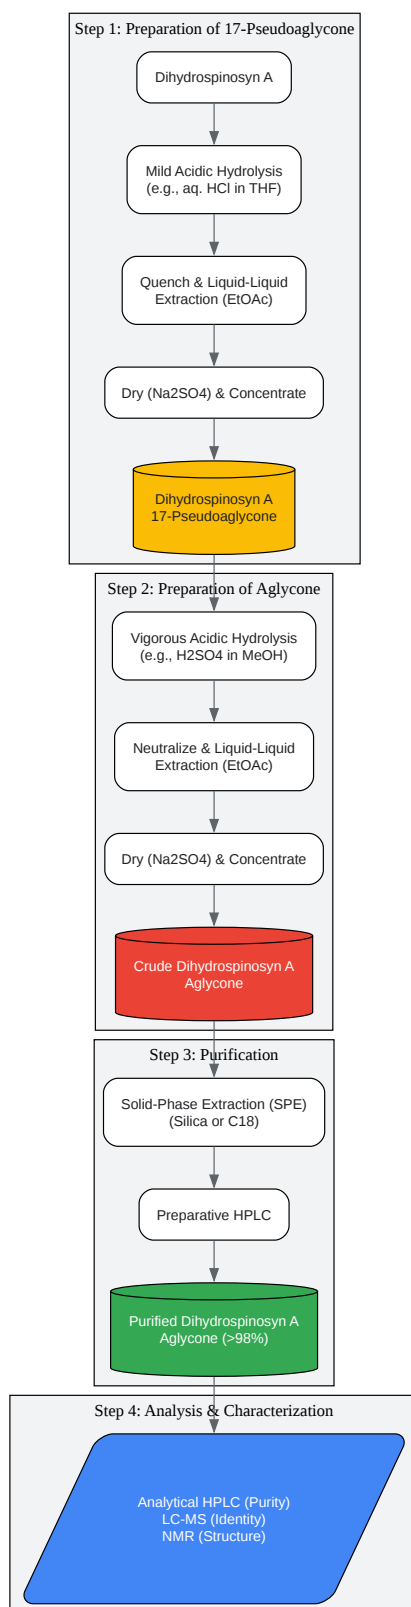 Step 1: Preparation of 17-Pseudoaglycone
Dihydrospinosyn A
Mild Acidic Hydrolysis
(e.g., aq. HCl in THF)
Quench & Liquid-Liquid
Extraction (EtOAc)
Dry (Na2SO4) & Concentrate
Dihydrospinosyn A
17-Pseudoaglycone
Step 2: Preparation of Aglycone
Vigorous Acidic Hydrolysis
(e.g., H2SO4 in MeOH)
Neutralize & Liquid-Liquid
Extraction (EtOAc)
Dry (Na2SO4) & Concentrate
Crude Dihydrospinosyn A
Aglycone
Step 3: Purification
Solid-Phase Extraction (SPE)
(Silica or C18)
Preparative HPLC
Purified Dihydrospinosyn A
Aglycone (>98%)
Step 4: Analysis & Characterization
Analytical HPLC (Purity)
LC-MS (Identity)
NMR (Structure)